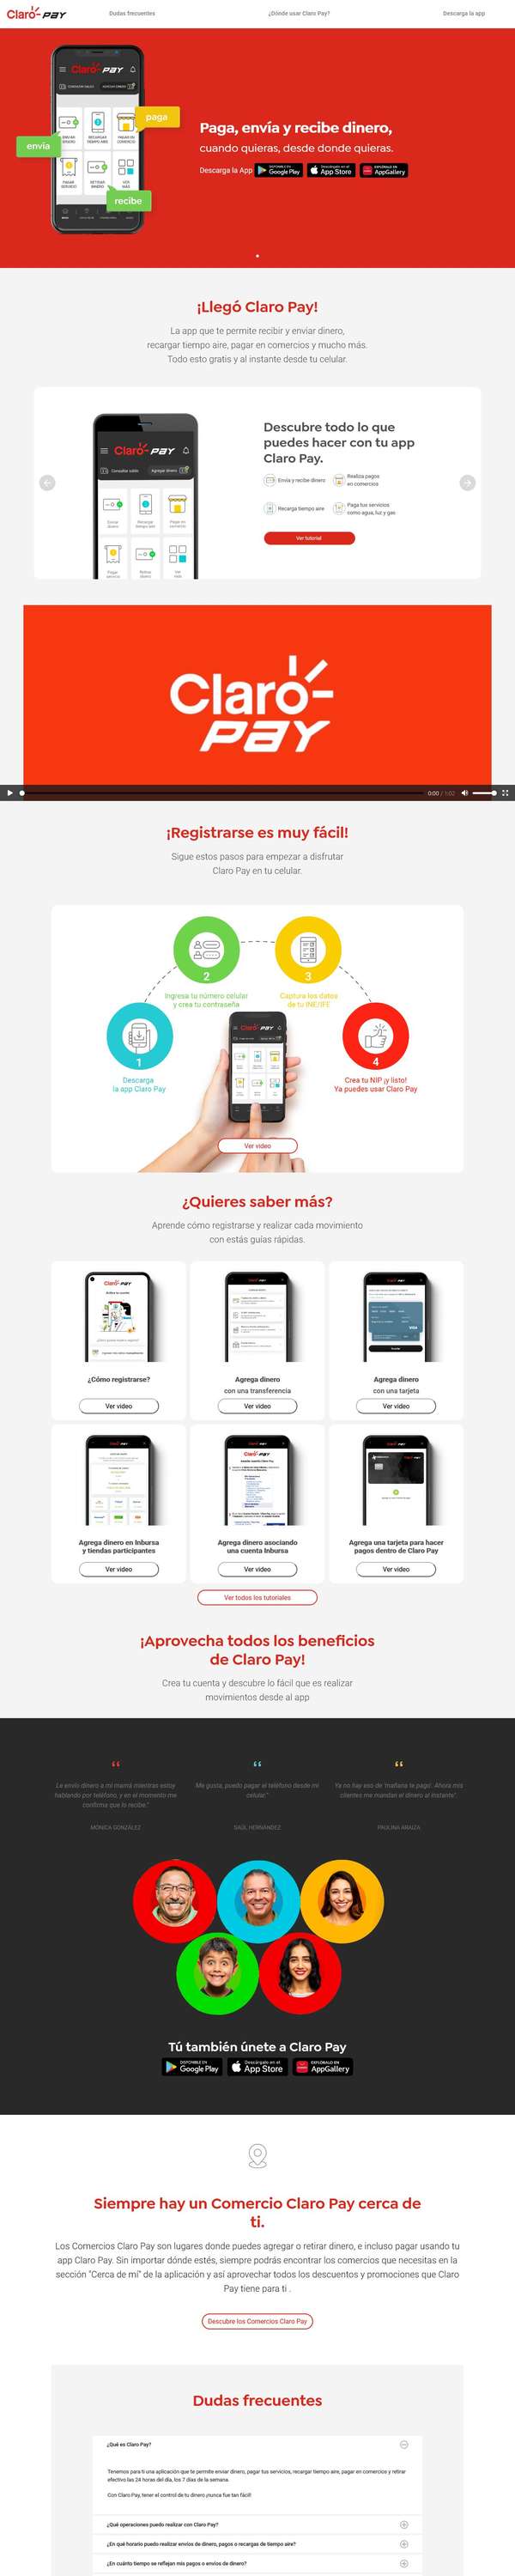 Claro-pay
Dudas frecuentes
¿Dónde usar Claro Pay?
Descarga la app
Claro-pay
paga
envía
recibe
Paga, envía y recibe dinero,
cuando quieras, desde donde quieras.
Descarga la App
Google Play
App Store
AppGallery
¡Llegó Claro Pay!
La app que te permite recibir y enviar dinero,
recargar tiempo aire, pagar en comercios y mucho más.
Todo esto gratis y al instante desde tu celular.
Claro-pay
Consultar saldo
Agregar dinero
Descubre todo lo que
puedes hacer con tu app
Claro Pay.
Envía y recibe dinero
Realiza pagos
en comercios
Recarga tiempo aire
Paga tus servicios
como agua, luz y gas
Ver tutorial
Claro-
pay
0:00 / 1:02
¡Registrarse es muy fácil!
Sigue estos pasos para empezar a disfrutar
Claro Pay en tu celular.
2
3
Ingresa tu número celular
y crea tu contraseña
Captura los datos
de tu INE/IFE
1
4
Descarga
la app Claro Pay
Crea tu NIP ¡y listo!
Ya puedes usar Claro Pay
Ver video
¿Quieres saber más?
Aprende cómo registrarse y realizar cada movimiento
con estás guías rápidas.
¿Cómo registrarse?
Ver video
Agrega dinero
con una transferencia
Ver video
Agrega dinero
con una tarjeta
Ver video
Agrega dinero en Inbursa
y tiendas participantes
Ver video
Agrega dinero asociando
una cuenta Inbursa
Ver video
Agrega una tarjeta para hacer
pagos dentro de Claro Pay
Ver video
Ver todos los tutoriales
¡Aprovecha todos los beneficios
de Claro Pay!
Crea tu cuenta y descubre lo fácil que es realizar
movimientos desde al app
Le envío dinero a mi mamá mientras estoy
hablando por teléfono, y en el momento me
confirma que lo recibe."
MÓNICA GONZÁLEZ
Me gusta, puedo pagar el teléfono desde mi
celular."
SAÚL HERNÁNDEZ
Ya no hay eso de 'mañana te pago'. Ahora mis
clientes me mandan el dinero al instante".
PAULINA ARAIZA
Tú también únete a Claro Pay
DISPONIBLE EN
Google Play
App Store
EXPLÓRALO EN
AppGallery
Siempre hay un Comercio Claro Pay cerca de
ti.
Los Comercios Claro Pay son lugares donde puedes agregar o retirar dinero, e incluso pagar usando tu
app Claro Pay. Sin importar dónde estés, siempre podrás encontrar los comercios que necesitas en la
sección "Cerca de mí" de la aplicación y así aprovechar todos los descuentos y promociones que Claro
Pay tiene para ti .
Descubre los Comercios Claro Pay
Dudas frecuentes
¿Qué es Claro Pay?
Tenemos para ti una aplicación que te permite enviar dinero, pagar tus servicios, recargar tiempo aire, pagar en comercios y retirar
efectivo las 24 horas del día, los 7 días de la semana.
Con Claro Pay, tener el control de tu dinero ¡nunca fue tan fácil!
¿Qué operaciones puedo realizar con Claro Pay?
¿En qué horario puedo realizar envíos de dinero, pagos o recargas de tiempo aire?
¿En cuánto tiempo se reflejan mis pagos o envíos de dinero?